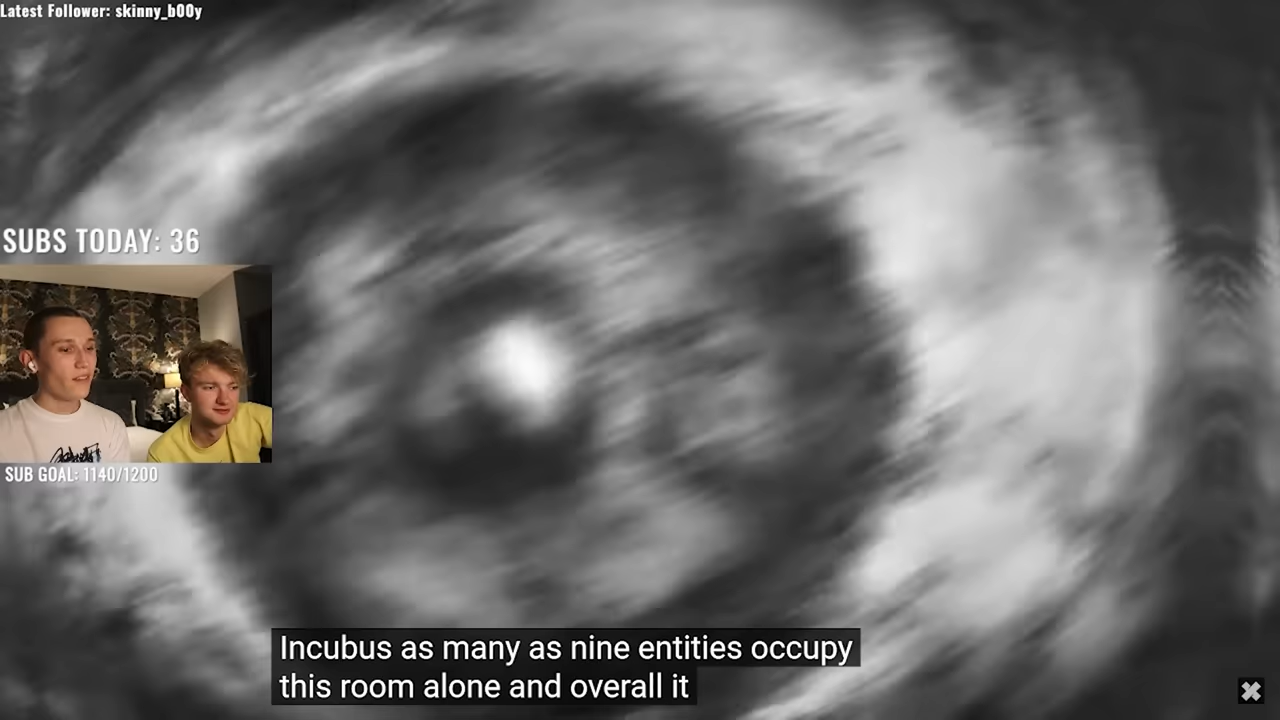 Latest Follower: skinny_b00y
SUBS TODAY: 36
SUB GOAL: 1140/1200
Incubus as many as nine entities occupy
this room alone and overall it